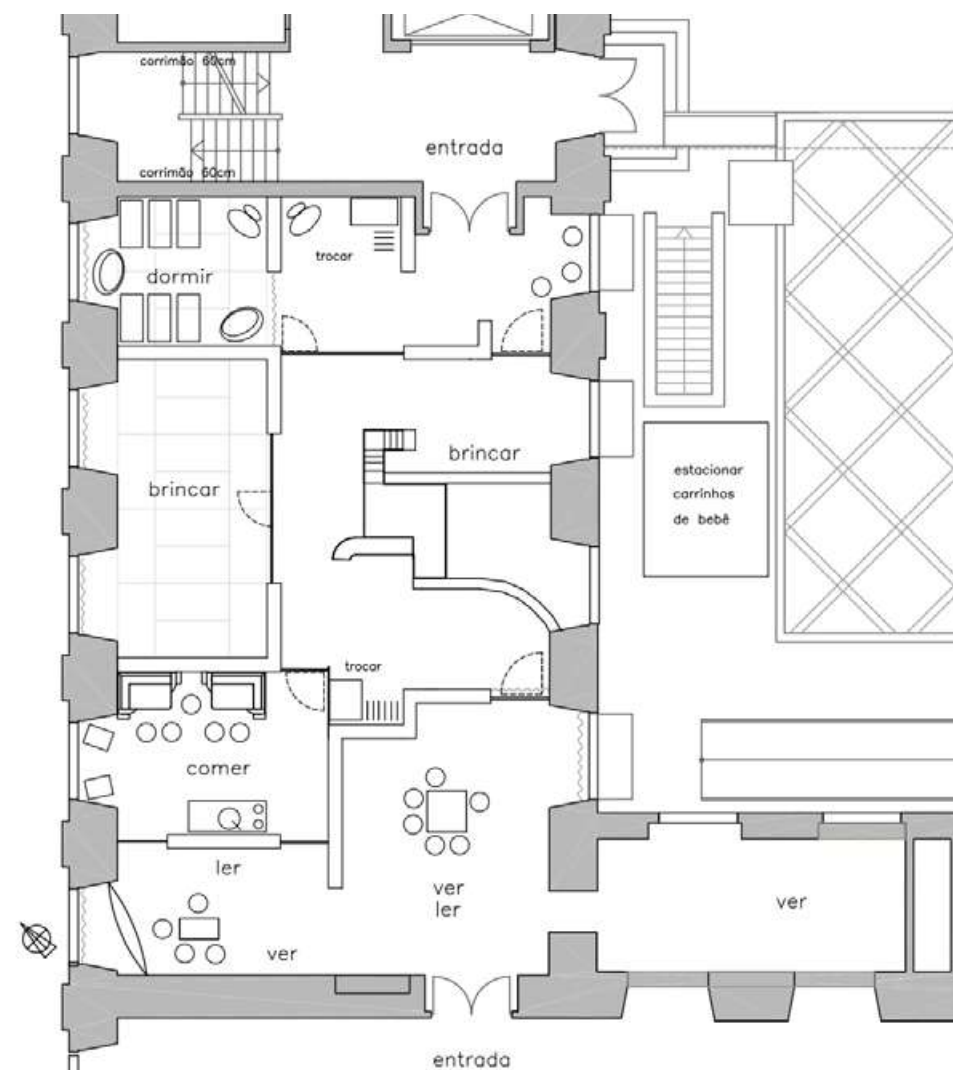 corrimão 60cm
entrada
corrimão 60cm
trocar
dormir
brincar
brincar
estacionar
carrinhos
de bebê
trocar
comer
ler
ver
ler
ver
ver
entrada